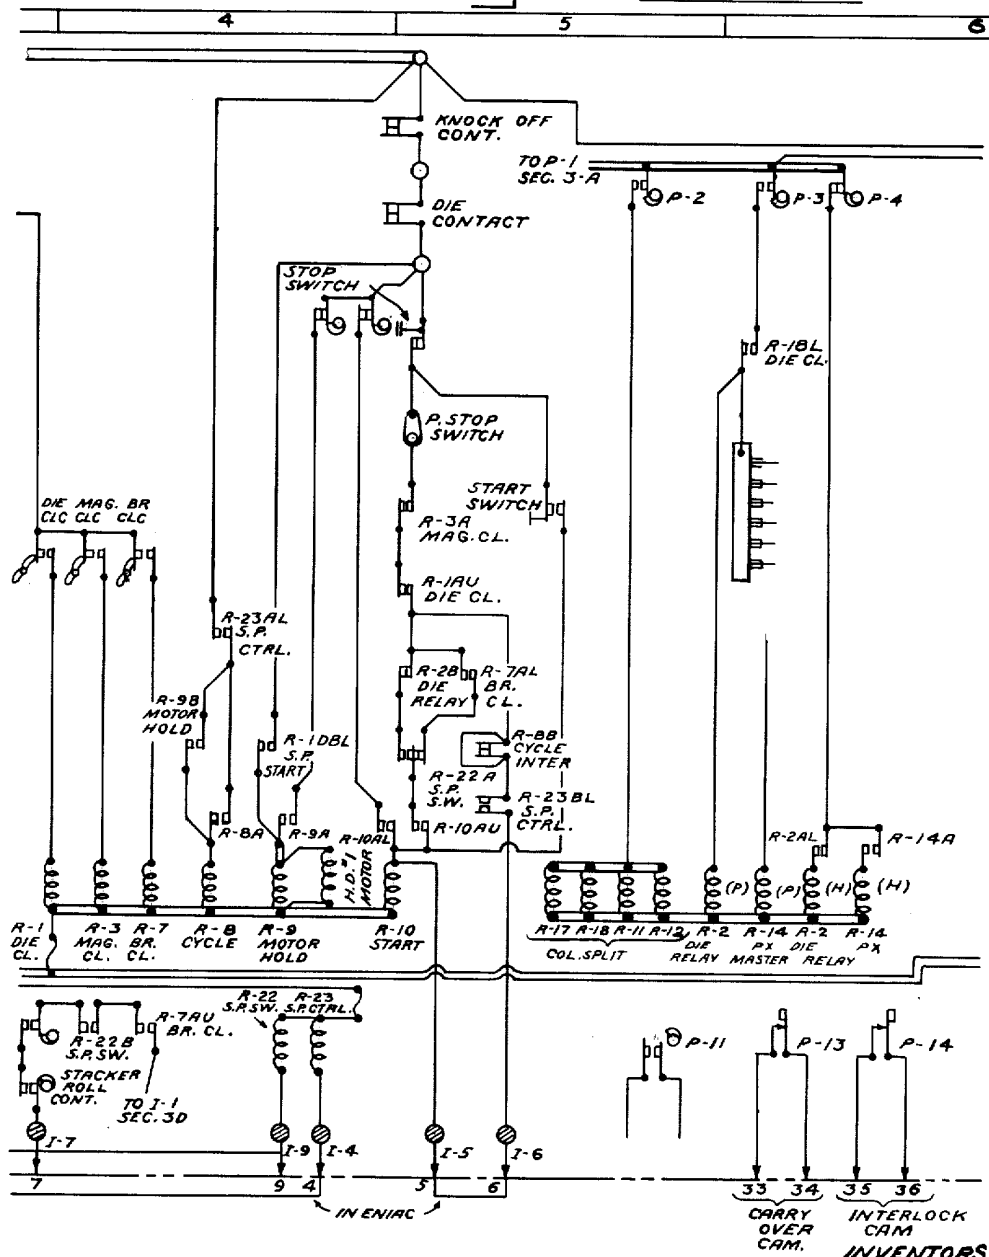 4
5
6
KNOCK OFF
CONT.
TO P-1
SEC. 3-A
P-2
P-3
P-4
DIE
CONTACT
STOP
SWITCH
R-18L
DIE CL.
P. STOP
SWITCH
START
SWITCH
DIE MAG. BR
CLC CLC CLC
R-3A
MAG. CL.
R-1AU
DIE CL.
R-23AL
S.P.
CTRL.
R-2B
DIE
RELAY
R-7AL
BR.
CL.
R-9B
MOTOR
HOLD
R-1DBL
S.P.
START
R-8B
CYCLE
INTER
R-22A
S.P.
S.W.
R-23BL
S.P.
CTRL.
R-8A
R-9A
R-10AL
R-10AU
R-2AL
R-14A
H.D.#1
MOTOR
(P)
(P)
(H)
(H)
R-1
DIE
CL.
R-3
MAG.
CL.
R-7
BR.
CL.
R-8
CYCLE
R-9
MOTOR
HOLD
R-10
START
R-17 R-18 R-11 R-12
COL. SPLIT
R-2
DIE
RELAY
R-14
PX
MASTER
R-2
DIE
RELAY
R-14
PX
R-22
S.P.SW.
R-23
S.P.CTRL.
R-7AU
BR. CL.
R-22B
S.P.SW.
STACKER
ROLL
CONT.
TO I-1
SEC. 3D
P-11
P-13
P-14
I-7
I-9
I-4
I-5
I-6
7
9
4
5
6
33
34
35
36
IN ENIAC
CARRY
OVER
CAM.
INTERLOCK
CAM
INVENTORS